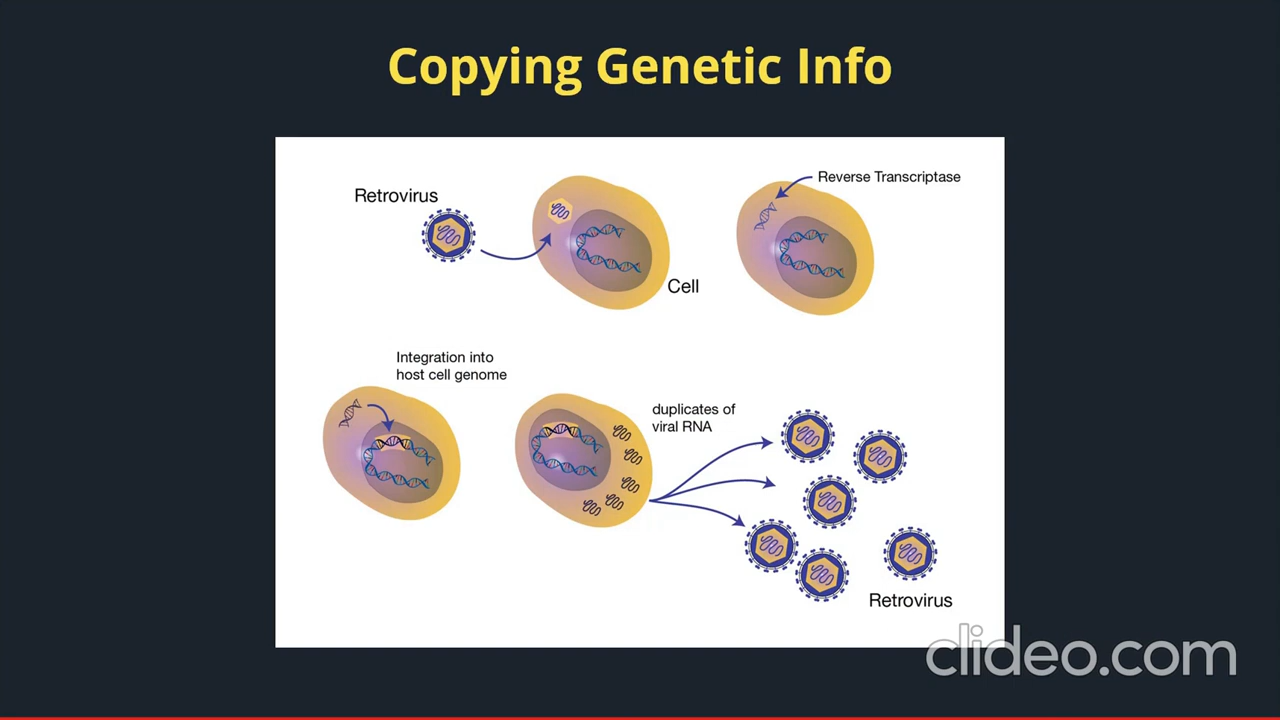 Copying Genetic Info
Retrovirus
Reverse Transcriptase
Cell
Integration into
host cell genome
duplicates of
viral RNA
Retrovirus
clideo.com